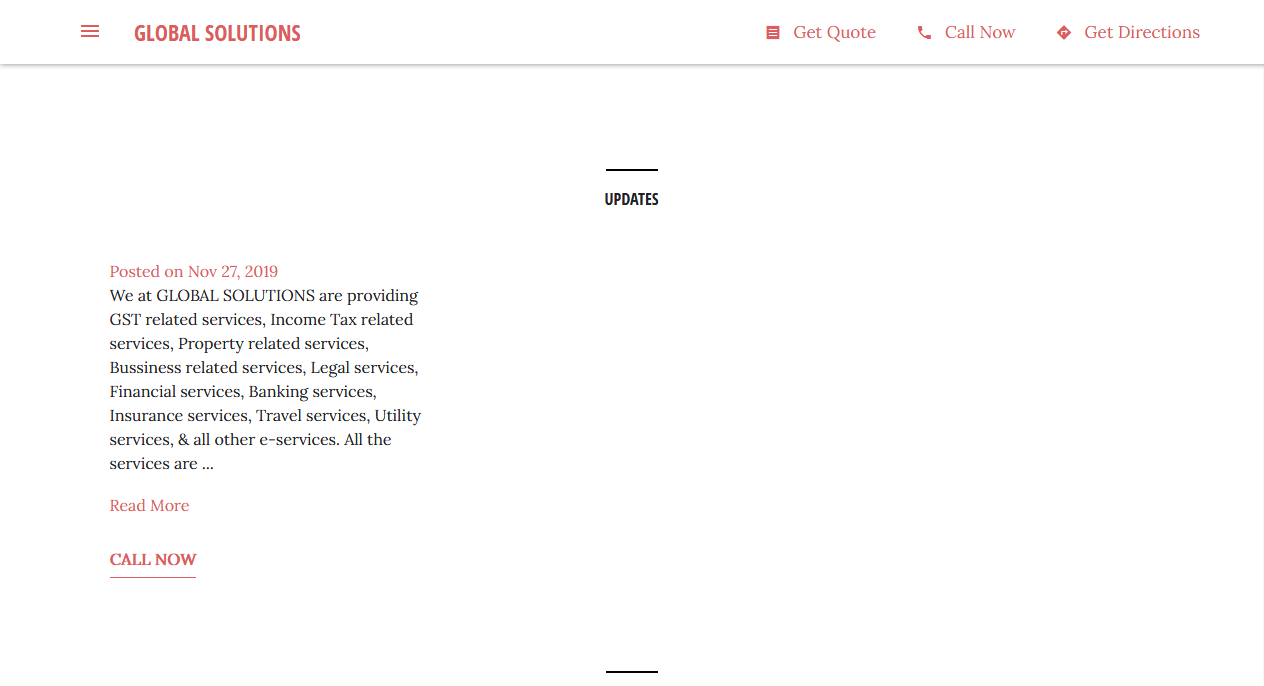 GLOBAL SOLUTIONS
Get Quote
Call Now
Get Directions
UPDATES
Posted on Nov 27, 2019
We at GLOBAL SOLUTIONS are providing
GST related services, Income Tax related
services, Property related services,
Bussiness related services, Legal services,
Financial services, Banking services,
Insurance services, Travel services, Utility
services, & all other e-services. All the
services are ...
Read More
CALL NOW